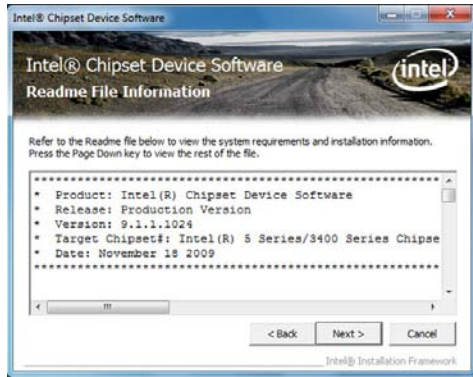 Intel® Chipset Device Software
Intel® Chipset Device Software
intel
Readme File Information
Refer to the Readme file below to view the system requirements and installation information.
Press the Page Down key to view the rest of the file.
********************************************************
* Product: Intel(R) Chipset Device Software
* Release: Production Version
* Version: 9.1.1.1024
* Target Chipset#: Intel(R) 5 Series/3400 Series Chipse
* Date: November 18 2009
********************************************************
< Back Next > Cancel
Intel® Installation Framework